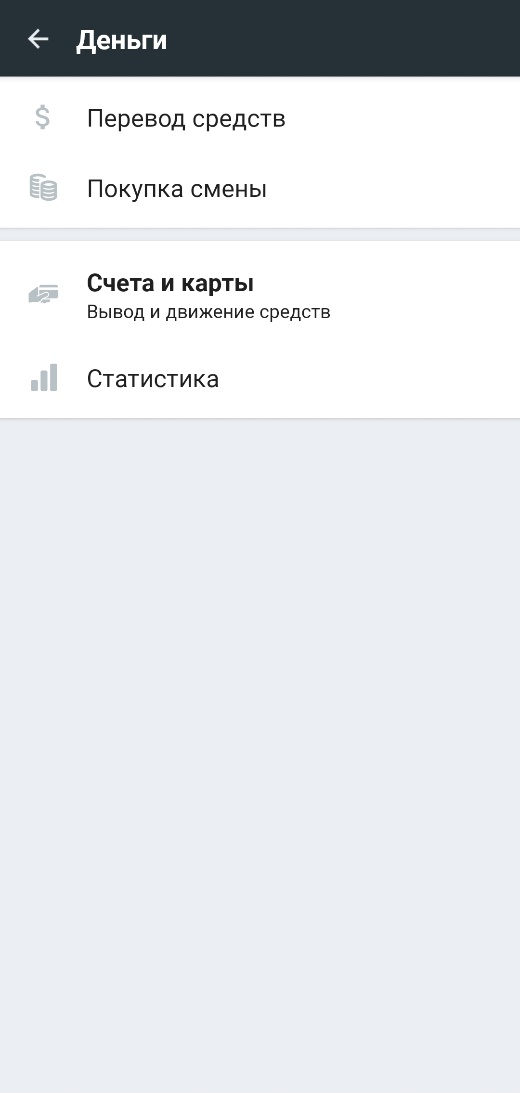 Деньги
Перевод средств
Покупка смены
Счета и карты
Вывод и движение средств
Статистика